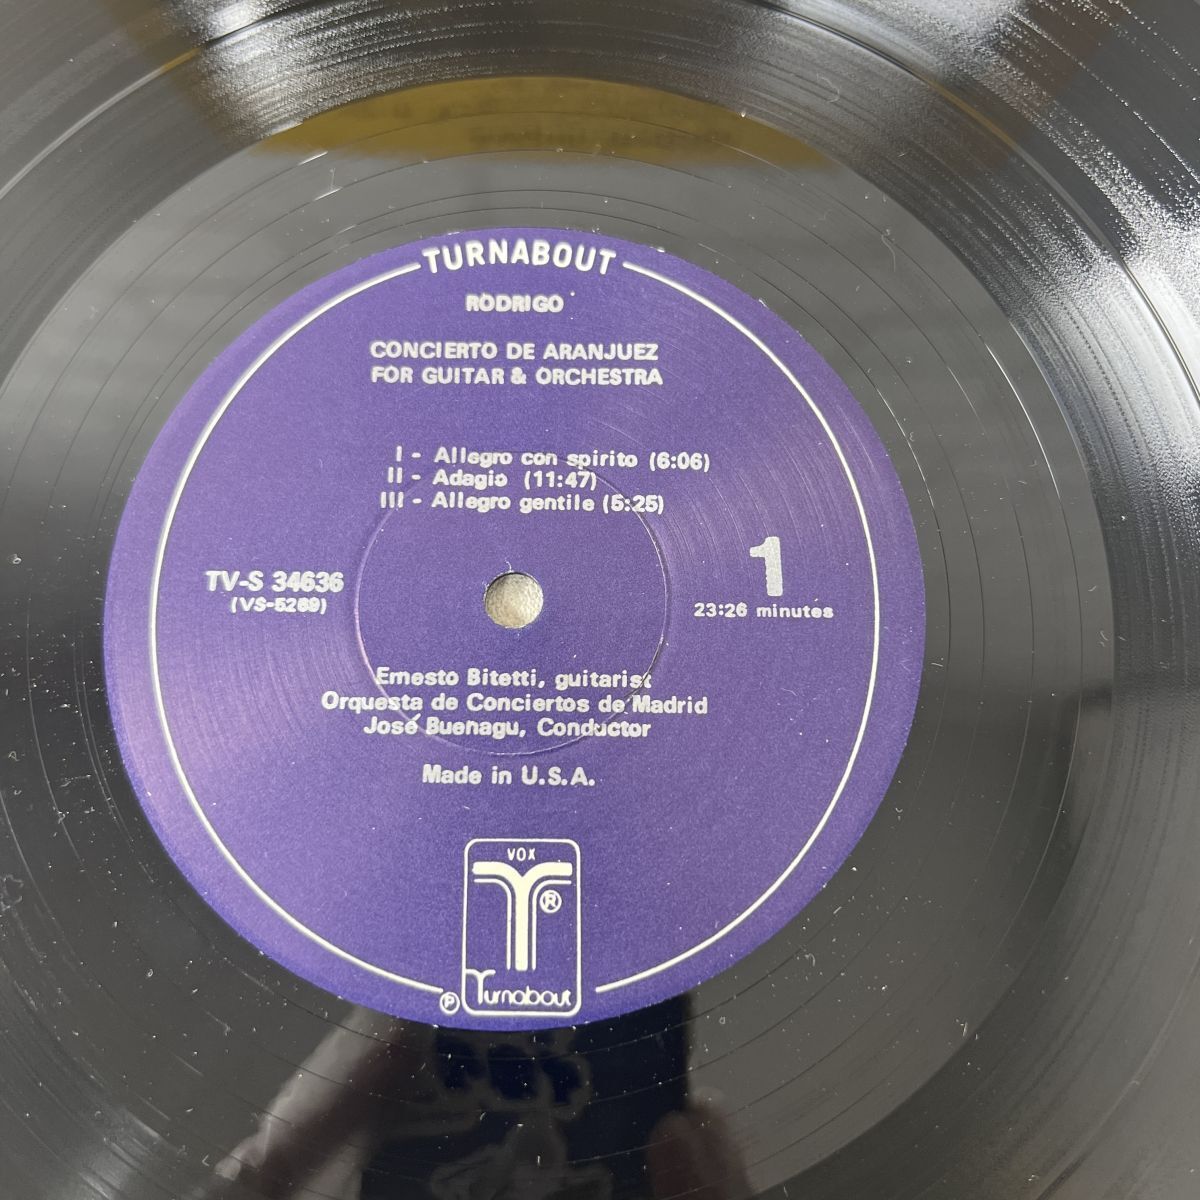 TURNABOUT
RODRIGO
CONCIERTO DE ARANJUEZ
FOR GUITAR & ORCHESTRA
I - Allegro con spirito (6:06)
II - Adagio (11:47)
III - Allegro gentile (5:25)
TV-S 34636
(VS-5269)
1
23:26 minutes
Ernesto Bitetti, guitarist
Orquesta de Conciertos de Madrid
José Buenagu, Conductor
Made in U.S.A.
VOX
T ®
Turnabout
℗